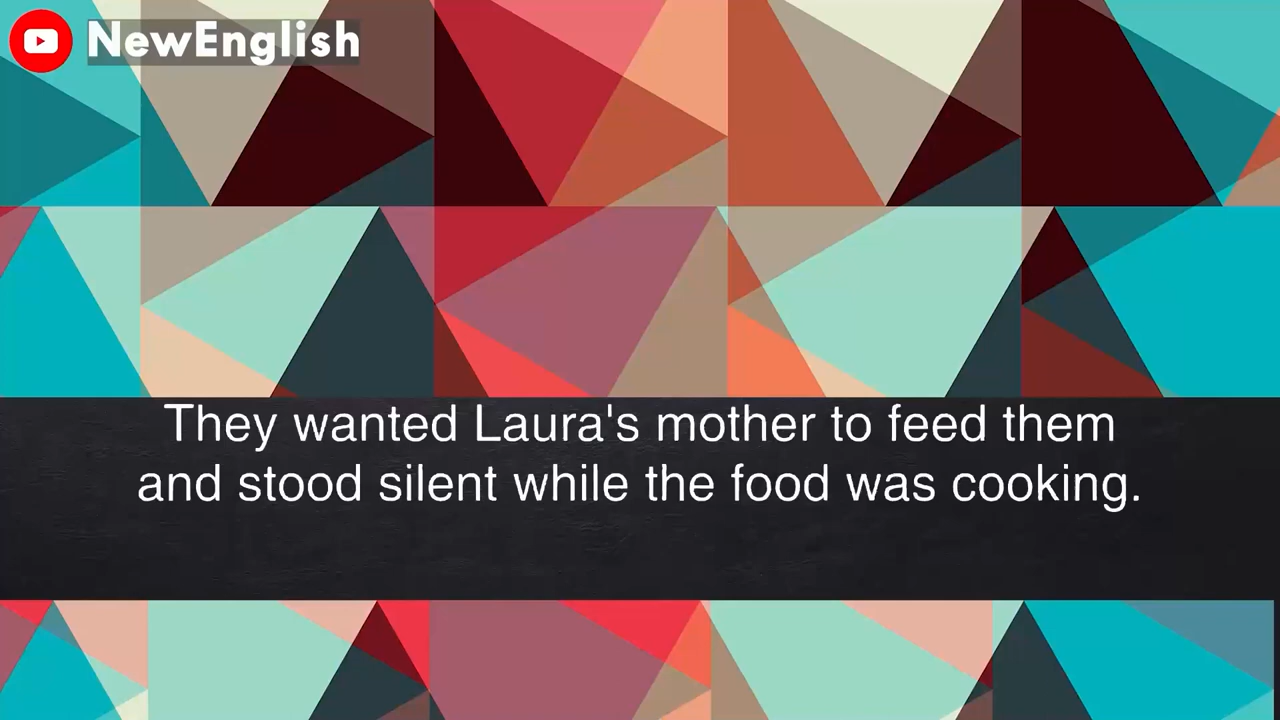 NewEnglish
They wanted Laura's mother to feed them
and stood silent while the food was cooking.